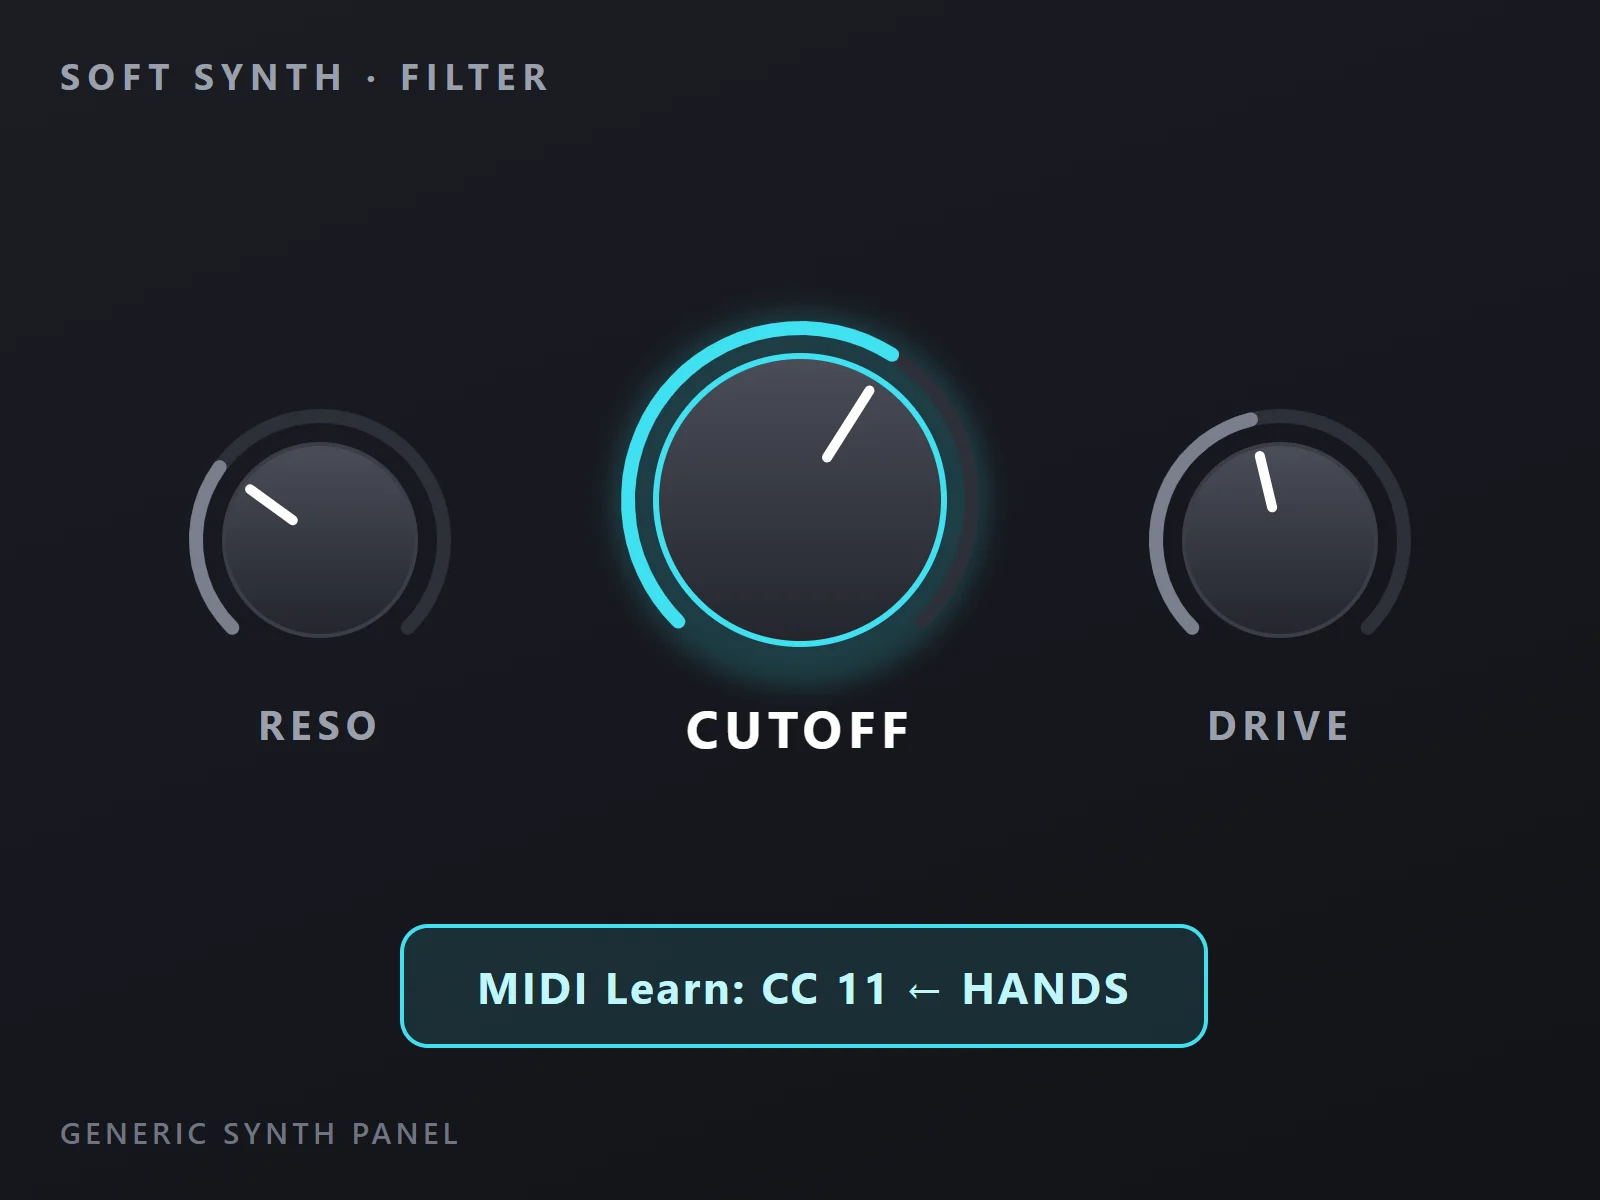 SOFT SYNTH · FILTER
RESO
CUTOFF
DRIVE
MIDI Learn: CC 11 ← HANDS
GENERIC SYNTH PANEL